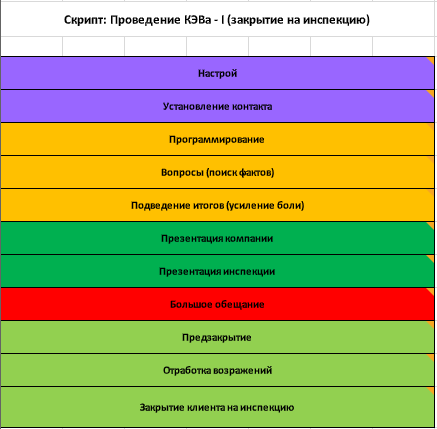 Скрипт: Проведение КЭВа - I (закрытие на инспекцию)
Настрой
Установление контакта
Программирование
Вопросы (поиск фактов)
Подведение итогов (усиление боли)
Презентация компании
Презентация инспекции
Большое обещание
Предзакрытие
Отработка возражений
Закрытие клиента на инспекцию